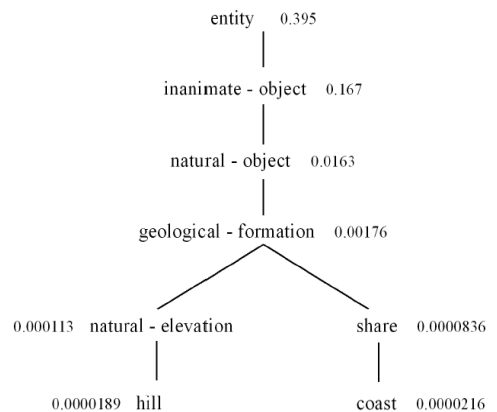 entity 0.395
inanimate - object 0.167
natural - object 0.0163
geological - formation 0.00176
0.000113 natural - elevation share 0.0000836
0.0000189 hill coast 0.0000216